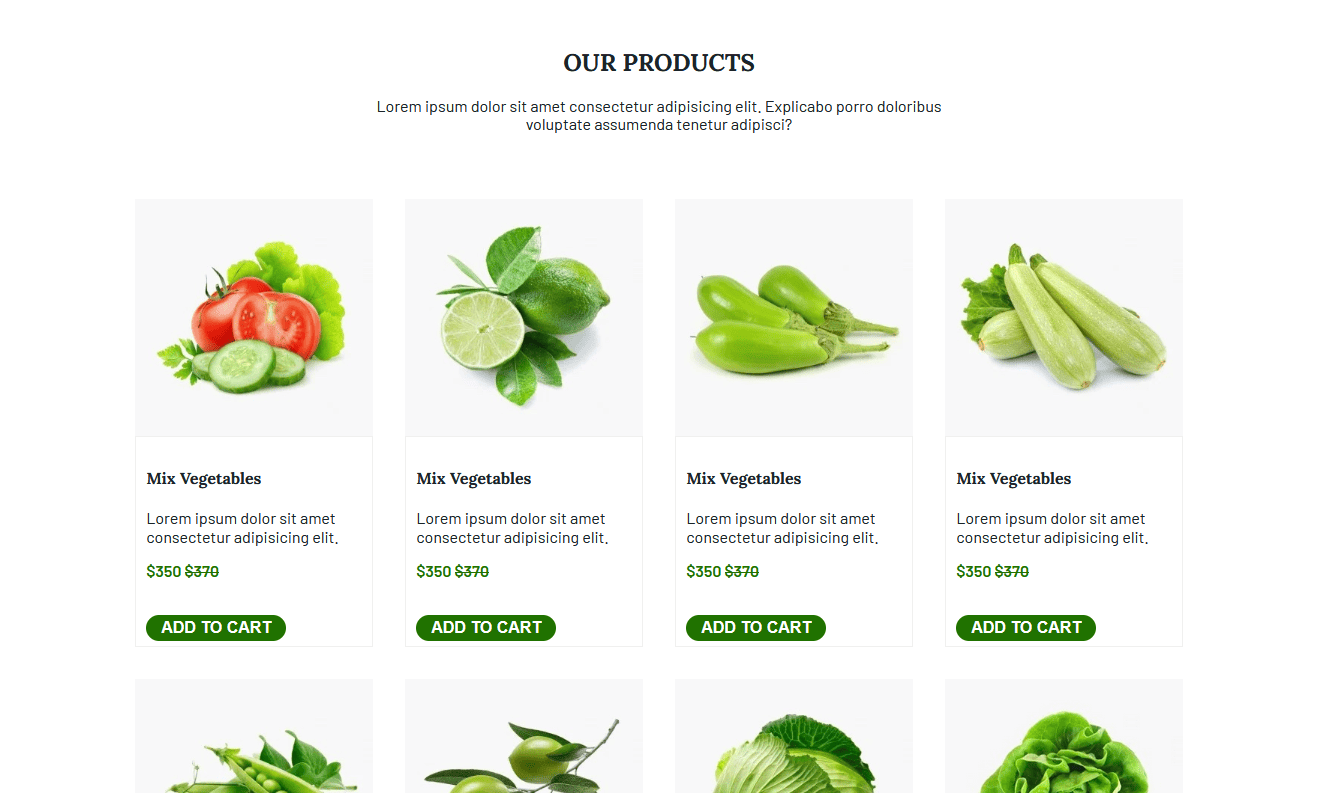 OUR PRODUCTS
Lorem ipsum dolor sit amet consectetur adipisicing elit. Explicabo porro doloribus
voluptate assumenda tenetur adipisci?
Mix Vegetables
Lorem ipsum dolor sit amet
consectetur adipisicing elit.
$350 $370
ADD TO CART
Mix Vegetables
Lorem ipsum dolor sit amet
consectetur adipisicing elit.
$350 $370
ADD TO CART
Mix Vegetables
Lorem ipsum dolor sit amet
consectetur adipisicing elit.
$350 $370
ADD TO CART
Mix Vegetables
Lorem ipsum dolor sit amet
consectetur adipisicing elit.
$350 $370
ADD TO CART